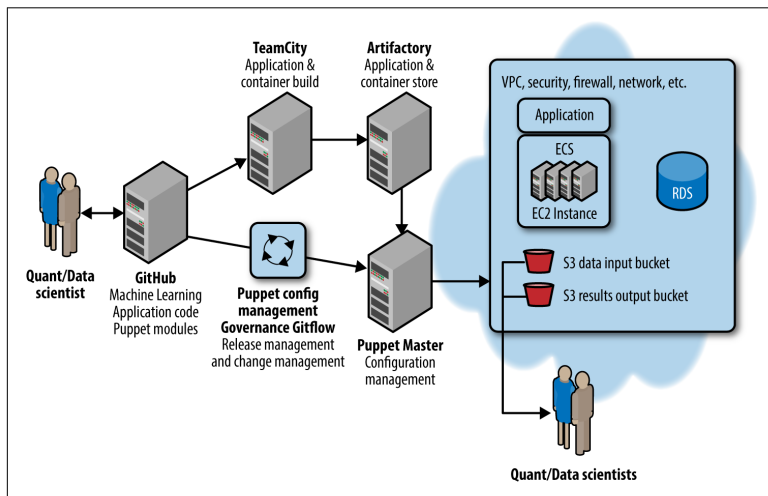 TeamCity
Application &
container build
Artifactory
Application &
container store
VPC, security, firewall, network, etc.
Application
ECS
EC2 Instance
RDS
S3 data input bucket
S3 results output bucket
Quant/Data
scientist
GitHub
Machine Learning
Application code
Puppet modules
Puppet config
management
Governance Gitflow
Release management
and change management
Puppet Master
Configuration
management
Quant/Data scientists